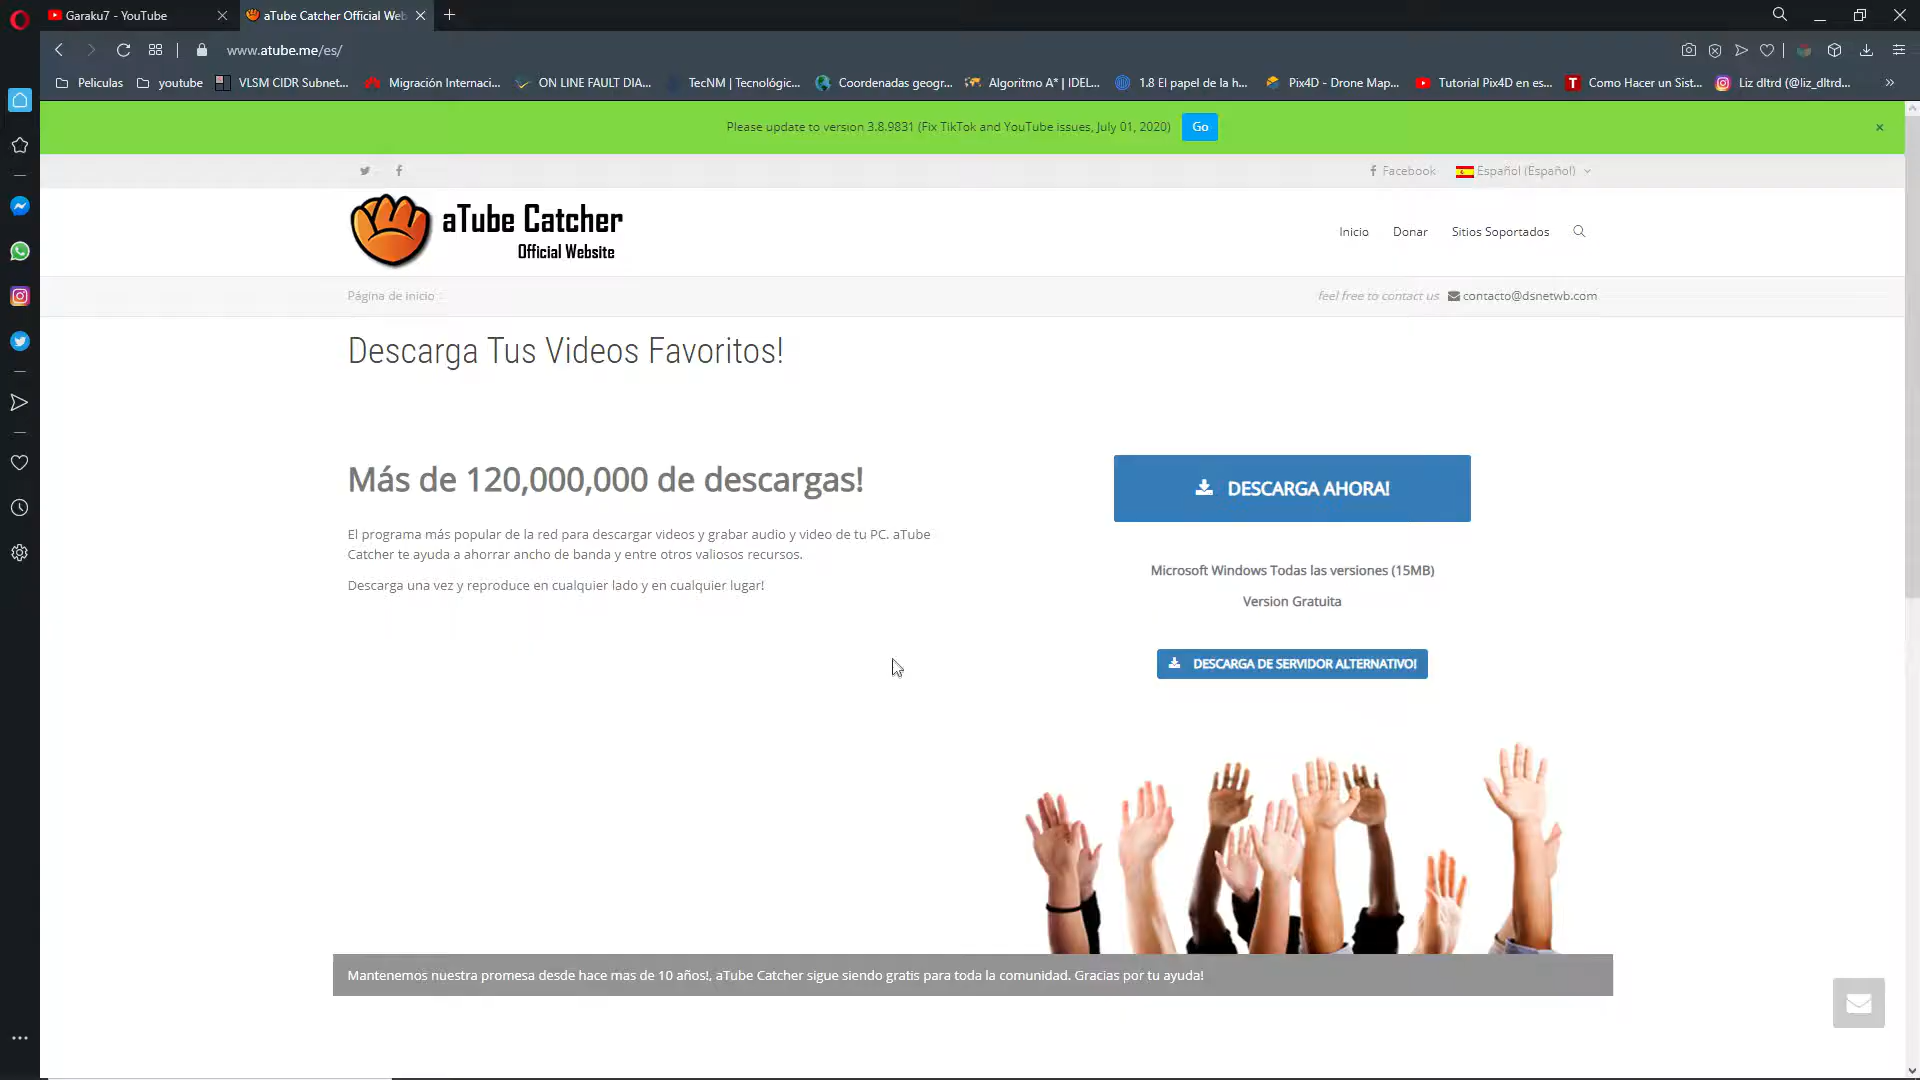 Garaku7 - YouTube
aTube Catcher Official Web
www.atube.me/es/
Peliculas
youtube
VLSM CIDR Subnet...
Migración Internaci...
ON LINE FAULT DIA...
TecNM | Tecnológic...
Coordenadas geogr...
Algoritmo A* | IDEL...
1.8 El papel de la h...
Pix4D - Drone Map...
Tutorial Pix4D en es...
Como Hacer un Sist...
Liz dltrd (@liz_dltrd...
Please update to version 3.8.9831 (Fix TikTok and YouTube issues, July 01, 2020)
Go
Facebook
Español (Español)
aTube Catcher
Official Website
Inicio
Donar
Sitios Soportados
Página de inicio
feel free to contact us
contacto@dsnetwb.com
Descarga Tus Videos Favoritos!
Más de 120,000,000 de descargas!
DESCARGA AHORA!
El programa más popular de la red para descargar videos y grabar audio y video de tu PC. aTube
Catcher te ayuda a ahorrar ancho de banda y entre otros valiosos recursos.
Descarga una vez y reproduce en cualquier lado y en cualquier lugar!
Microsoft Windows Todas las versiones (15MB)
Version Gratuita
DESCARGA DE SERVIDOR ALTERNATIVO!
Mantenemos nuestra promesa desde hace mas de 10 años!, aTube Catcher sigue siendo gratis para toda la comunidad. Gracias por tu ayuda!